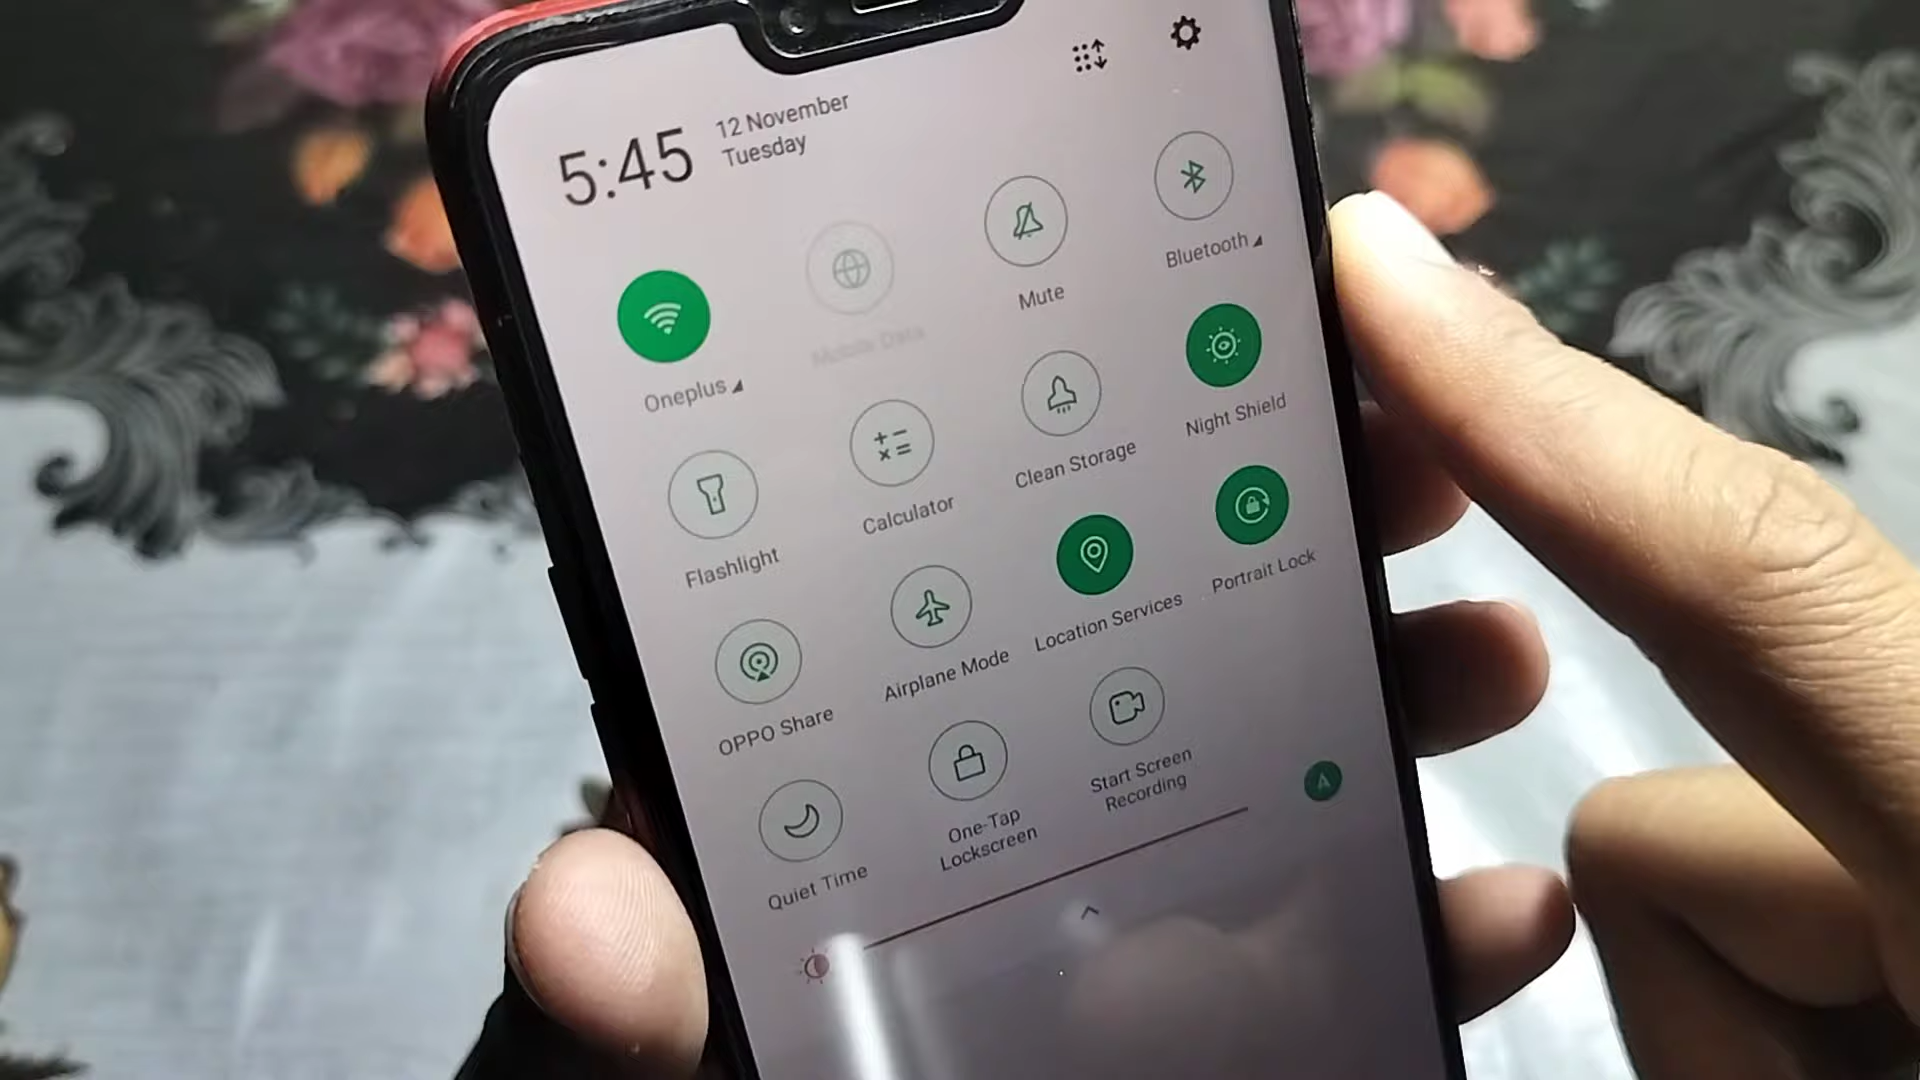 5:45
12 November
Tuesday
Oneplus
Mobile Data
Mute
Bluetooth
Flashlight
Calculator
Clean Storage
Night Shield
OPPO Share
Airplane Mode
Location Services
Portrait Lock
Quiet Time
One-Tap
Lockscreen
Start Screen
Recording
A